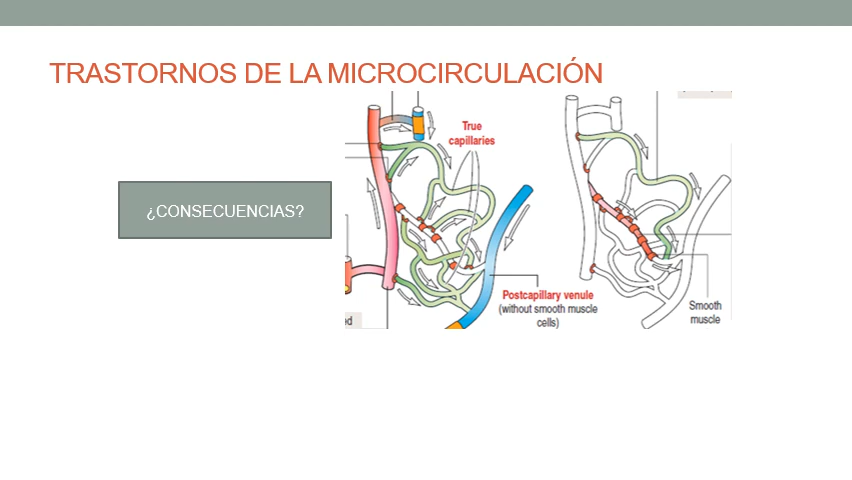 TRASTORNOS DE LA MICROCIRCULACIÓN
¿CONSECUENCIAS?
True
capillaries
Postcapillary venule
(without smooth muscle
cells)
Smooth
muscle